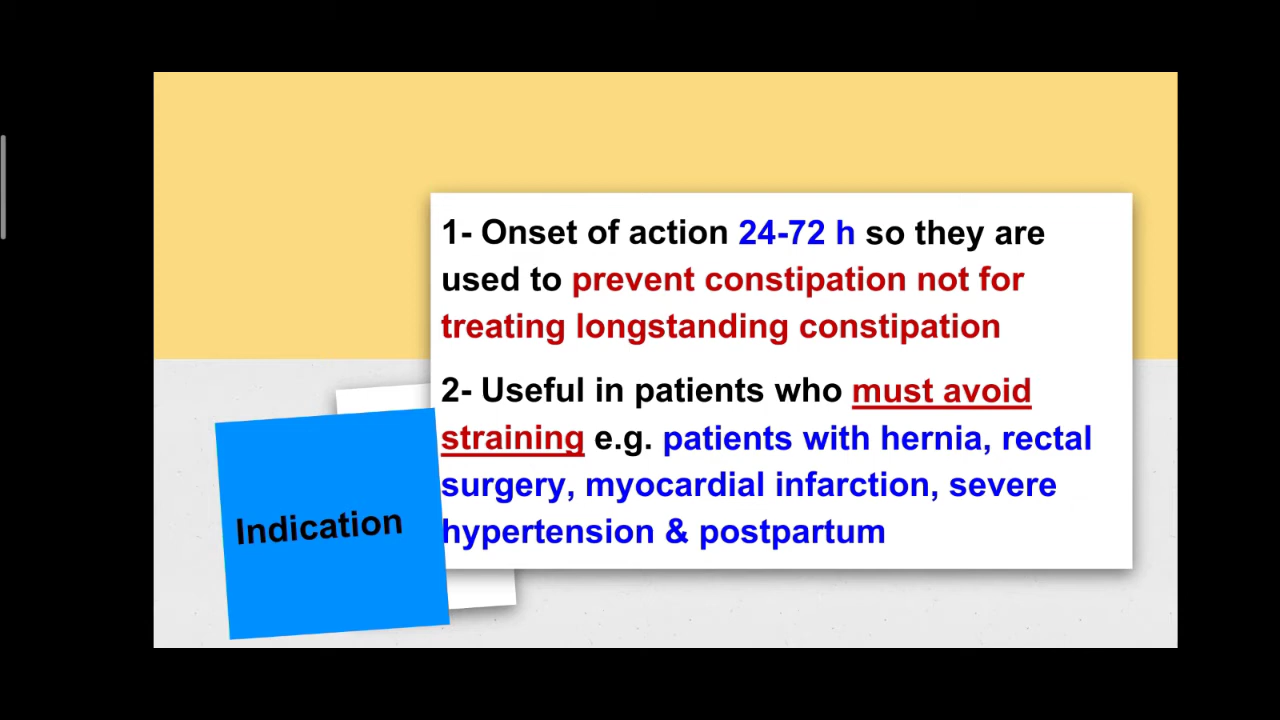 1- Onset of action 24-72 h so they are
used to prevent constipation not for
treating longstanding constipation
2- Useful in patients who must avoid
straining e.g. patients with hernia, rectal
surgery, myocardial infarction, severe
hypertension & postpartum
Indication